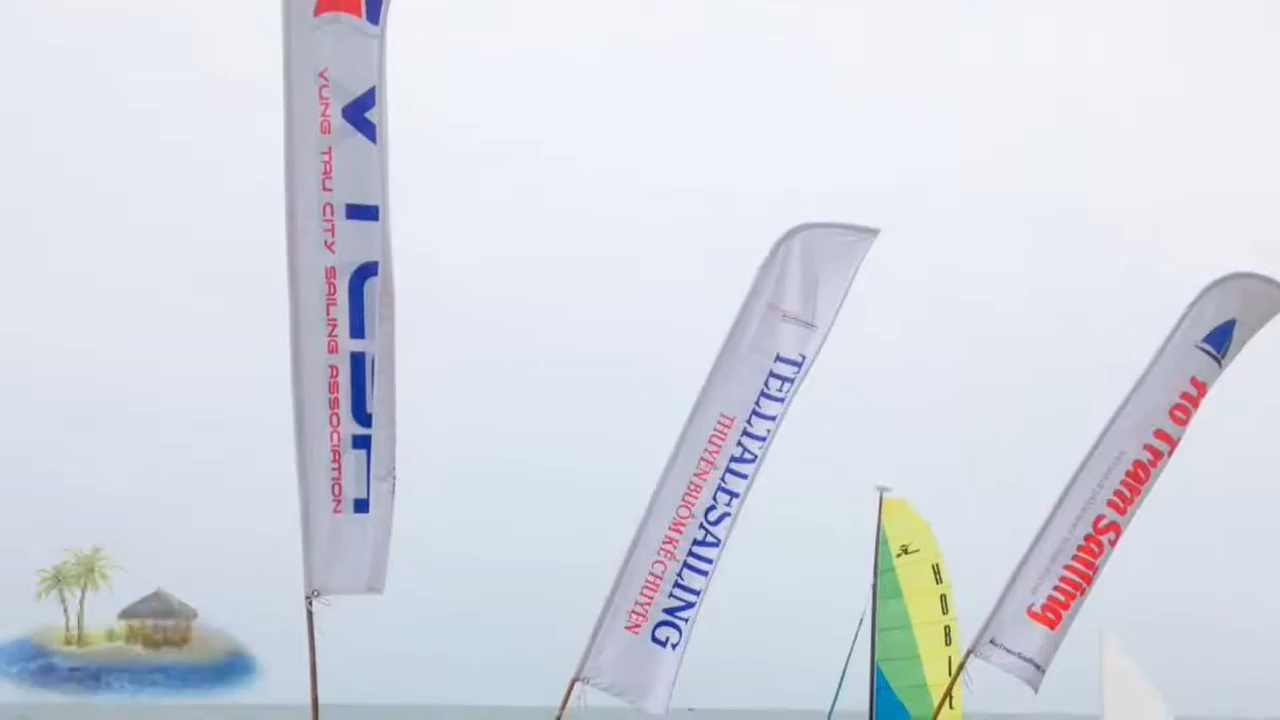 VTCSA
VUNG TAU CITY SAILING ASSOCIATION
TELLTALESAILING
THUYỀN BUỒM KỂ CHUYỆN
HOBIE
Ho Tram Sailing